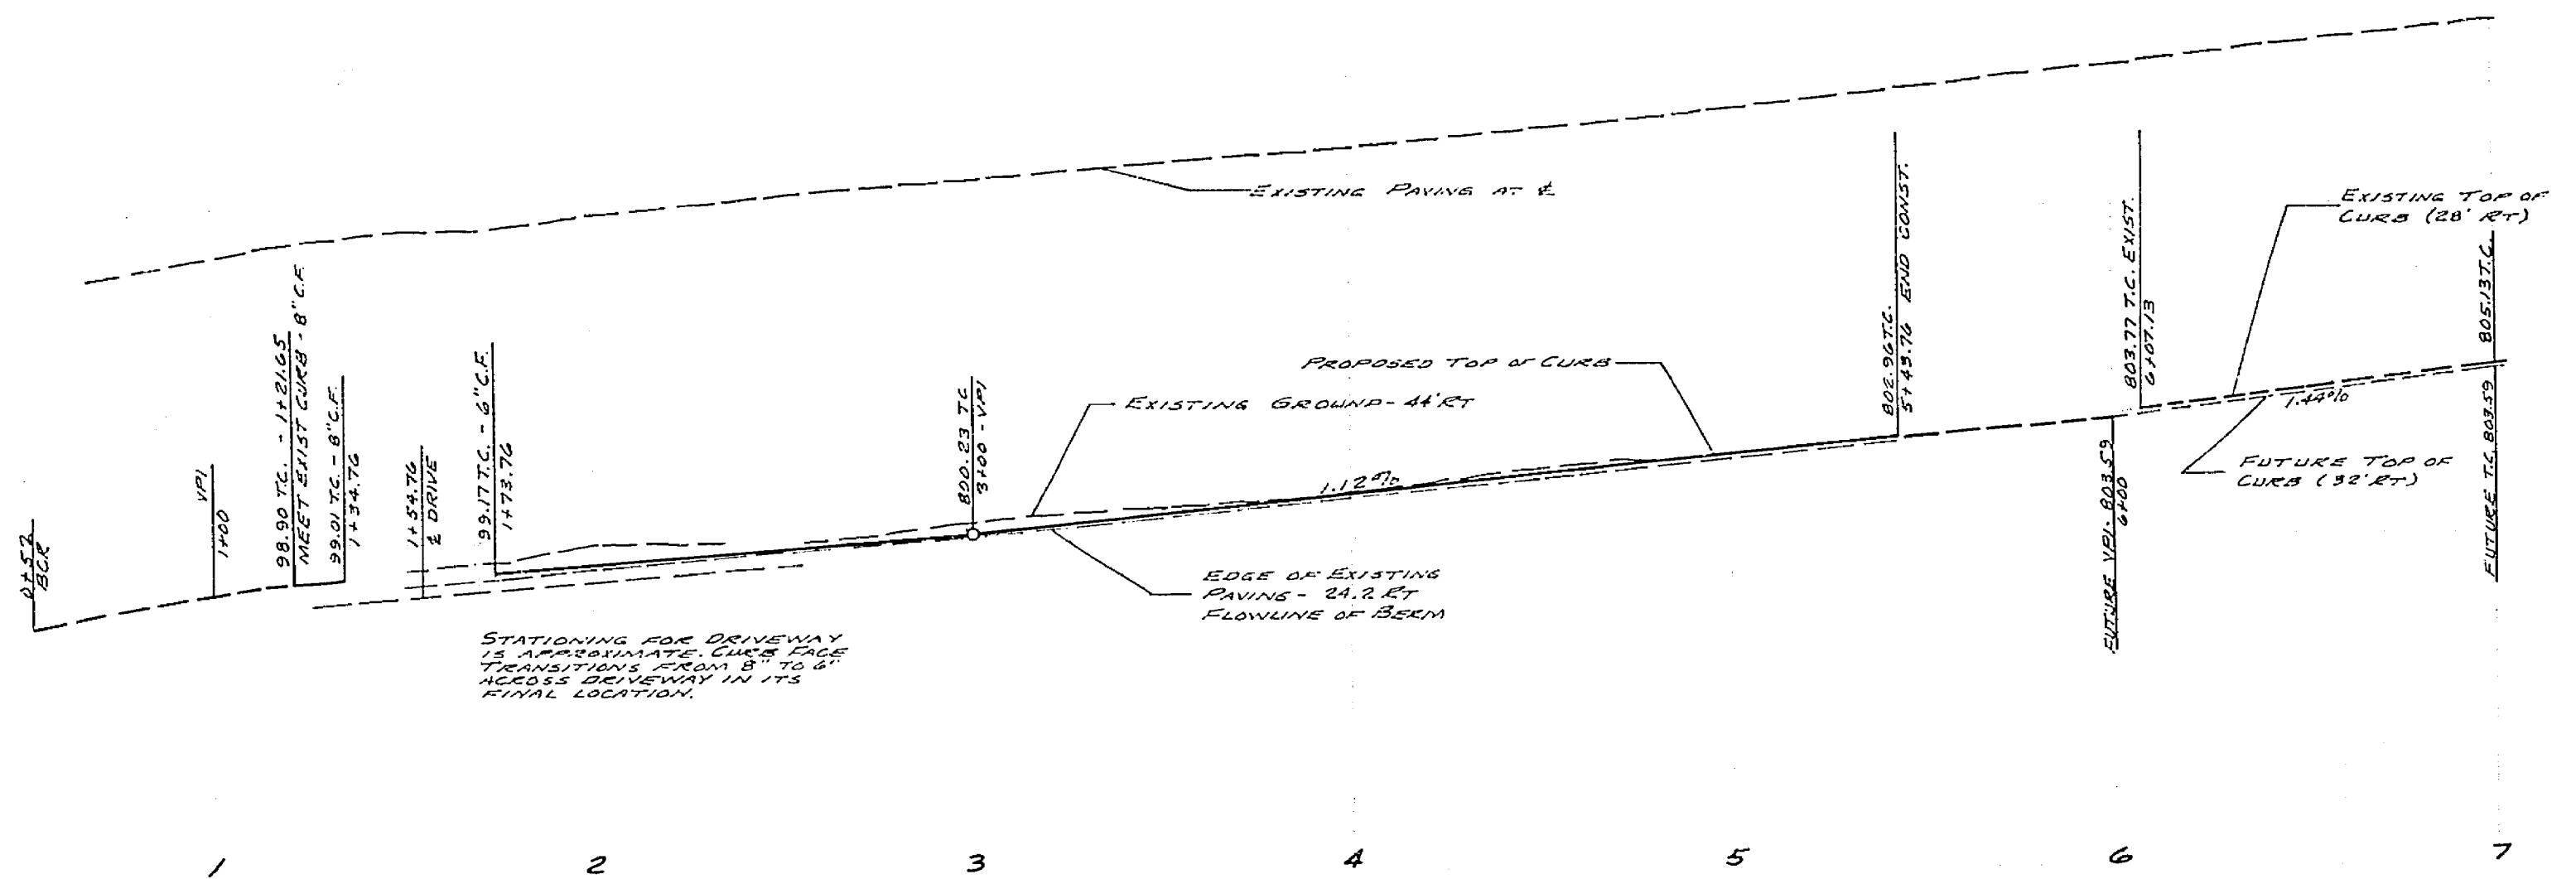 EXISTING PAVING AT ℄
EXISTING TOP OF
CURB (28' RT)
PROPOSED TOP OF CURB
EXISTING GROUND - 44' RT
1.12%
1.44%
FUTURE TOP OF
CURB (32' RT)
EDGE OF EXISTING
PAVING - 24.2 RT
FLOWLINE OF BERM
STATIONING FOR DRIVEWAY
IS APPROXIMATE. CURB FACE
TRANSITIONS FROM 8" TO 6"
ACROSS DRIVEWAY IN ITS
FINAL LOCATION.
0+52
BCR
VPI
1+00
98.90 T.C. - 1+21.65
MEET EXIST CURB - 8" C.F.
99.01 T.C. - 8" C.F.
1+34.76
1+54.76
℄ DRIVE
99.17 T.C. - 6" C.F.
1+73.76
800.23 TC
3+00 - VPI
802.96 T.C.
5+43.76 END CONST.
803.77 T.C. EXIST.
6+07.13
FUTURE VPI. 803.59
6+00
805.13 T.C.
FUTURE T.C. 803.59
1 2 3 4 5 6 7